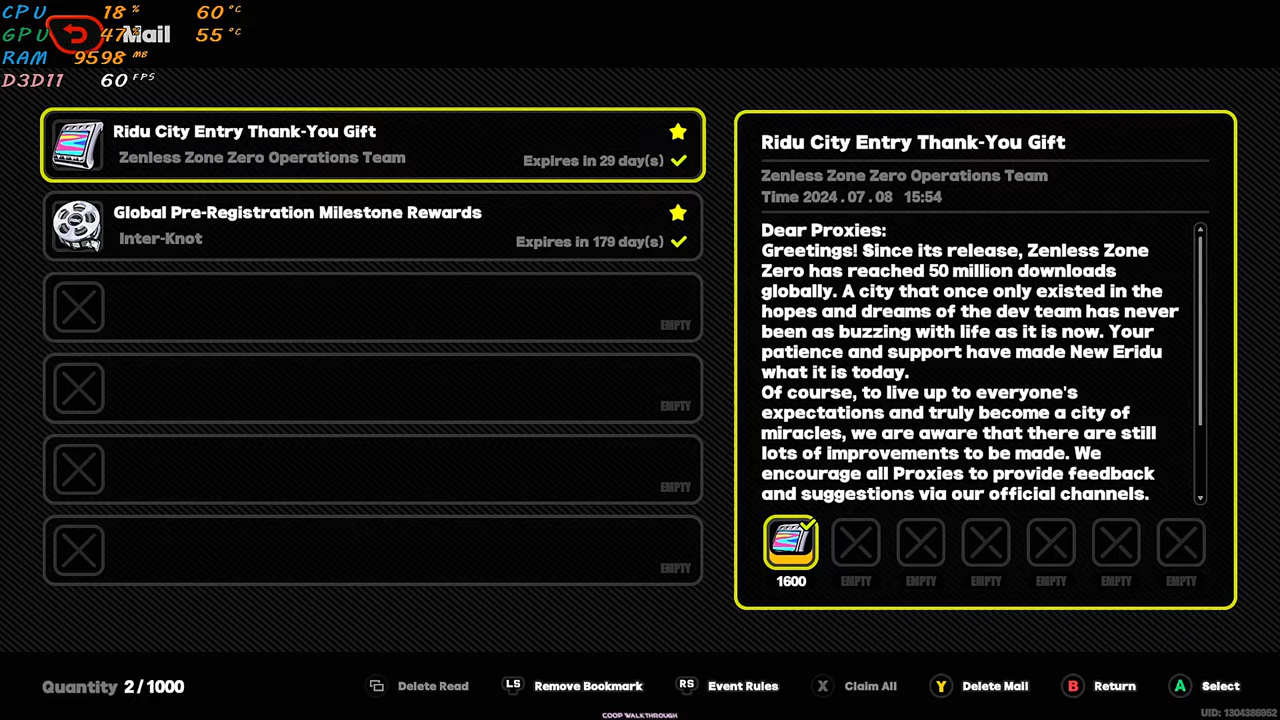 CPU 18 % 60 °C
GPU 47 % 55 °C
Mail
RAM 9598 MB
D3D11 60 FPS
Ridu City Entry Thank-You Gift
Zenless Zone Zero Operations Team
Expires in 29 day(s)
Global Pre-Registration Milestone Rewards
Inter-Knot
Expires in 179 day(s)
EMPTY
EMPTY
EMPTY
EMPTY
Ridu City Entry Thank-You Gift
Zenless Zone Zero Operations Team
Time 2024.07.08 15:54
Dear Proxies:
Greetings! Since its release, Zenless Zone
Zero has reached 50 million downloads
globally. A city that once only existed in the
hopes and dreams of the dev team has never
been as buzzing with life as it is now. Your
patience and support have made New Eridu
what it is today.
Of course, to live up to everyone's
expectations and truly become a city of
miracles, we are aware that there are still
lots of improvements to be made. We
encourage all Proxies to provide feedback
and suggestions via our official channels.
1600 EMPTY EMPTY EMPTY EMPTY EMPTY EMPTY
Quantity 2/1000
Delete Read LS Remove Bookmark RS Event Rules X Claim All Y Delete Mail B Return A Select
COOP WALKTHROUGH
UID: 1304386952